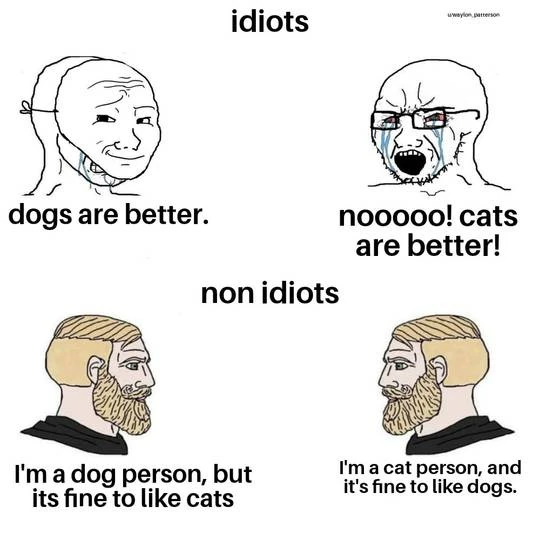 idiots
u/waylon_patterson
dogs are better.
nooooo! cats
are better!
non idiots
I'm a dog person, but
its fine to like cats
I'm a cat person, and
it's fine to like dogs.